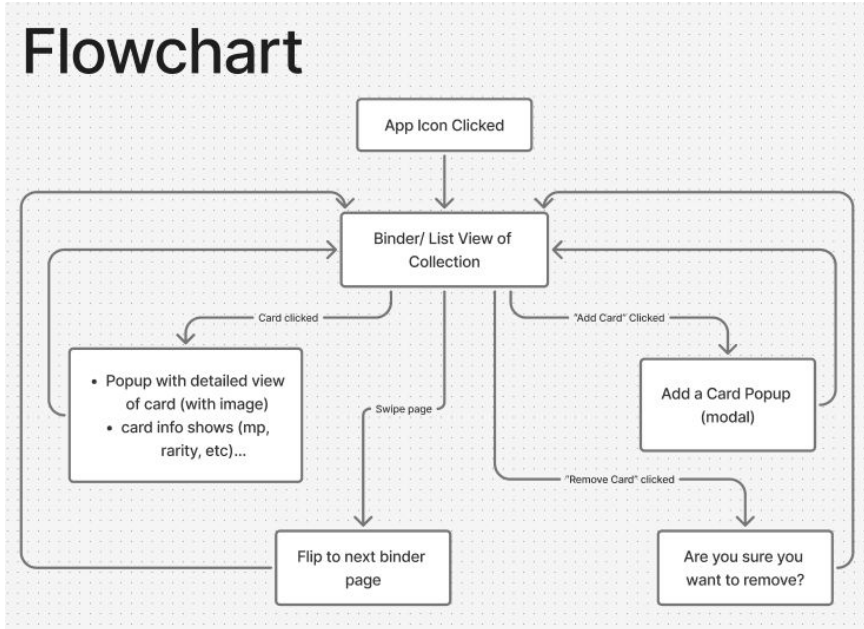 Flowchart
App Icon Clicked
Binder/ List View of
Collection
Card clicked
"Add Card" Clicked
• Popup with detailed view
of card (with image)
• card info shows (mp,
rarity, etc)...
Add a Card Popup
(modal)
Swipe page
"Remove Card" clicked
Flip to next binder
page
Are you sure you
want to remove?